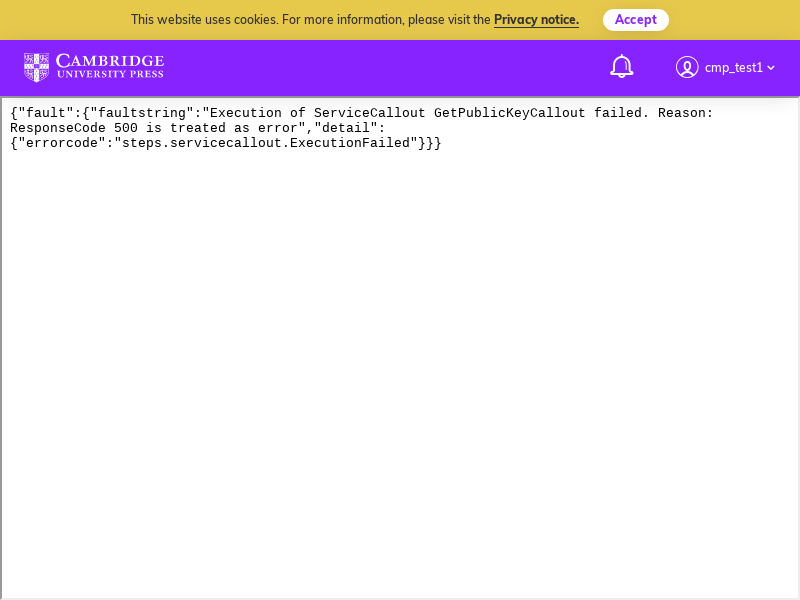 This website uses cookies. For more information, please visit the Privacy notice.
Accept
CAMBRIDGE
UNIVERSITY PRESS
cmp_test1
{"fault":{"faultstring":"Execution of ServiceCallout GetPublicKeyCallout failed. Reason:
ResponseCode 500 is treated as error","detail":
{"errorcode":"steps.servicecallout.ExecutionFailed"}}}